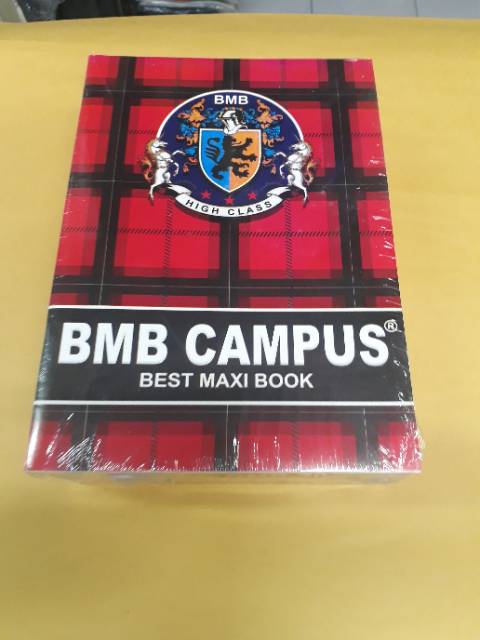 BMB
HIGH CLASS
BMB CAMPUS®
BEST MAXI BOOK